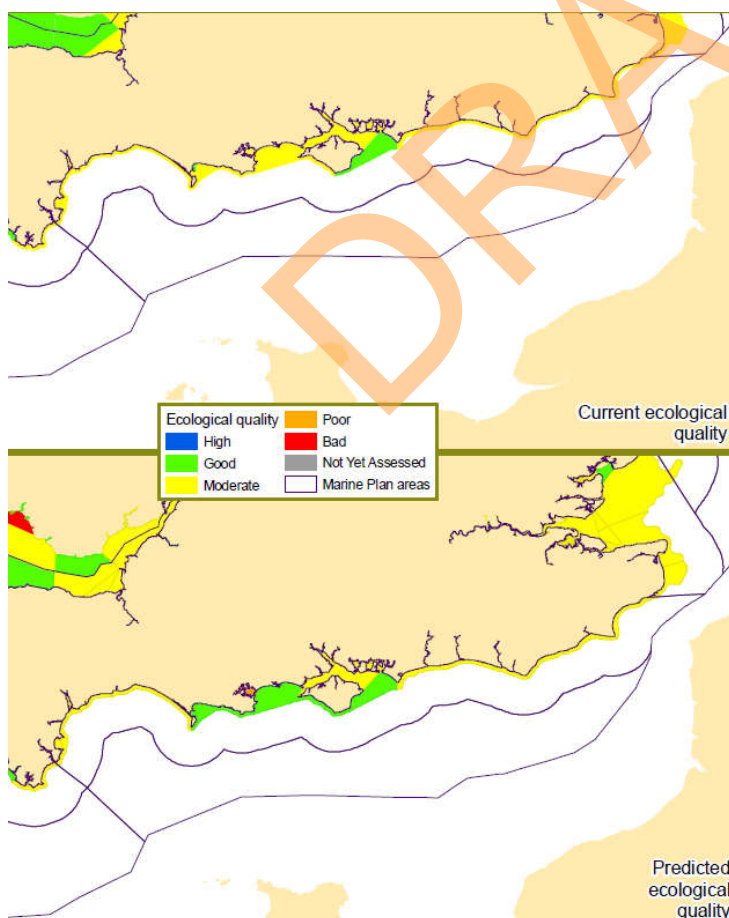 DRA
Current ecological
quality
Ecological quality
High
Good
Moderate
Poor
Bad
Not Yet Assessed
Marine Plan areas
Predicted
ecological
quality